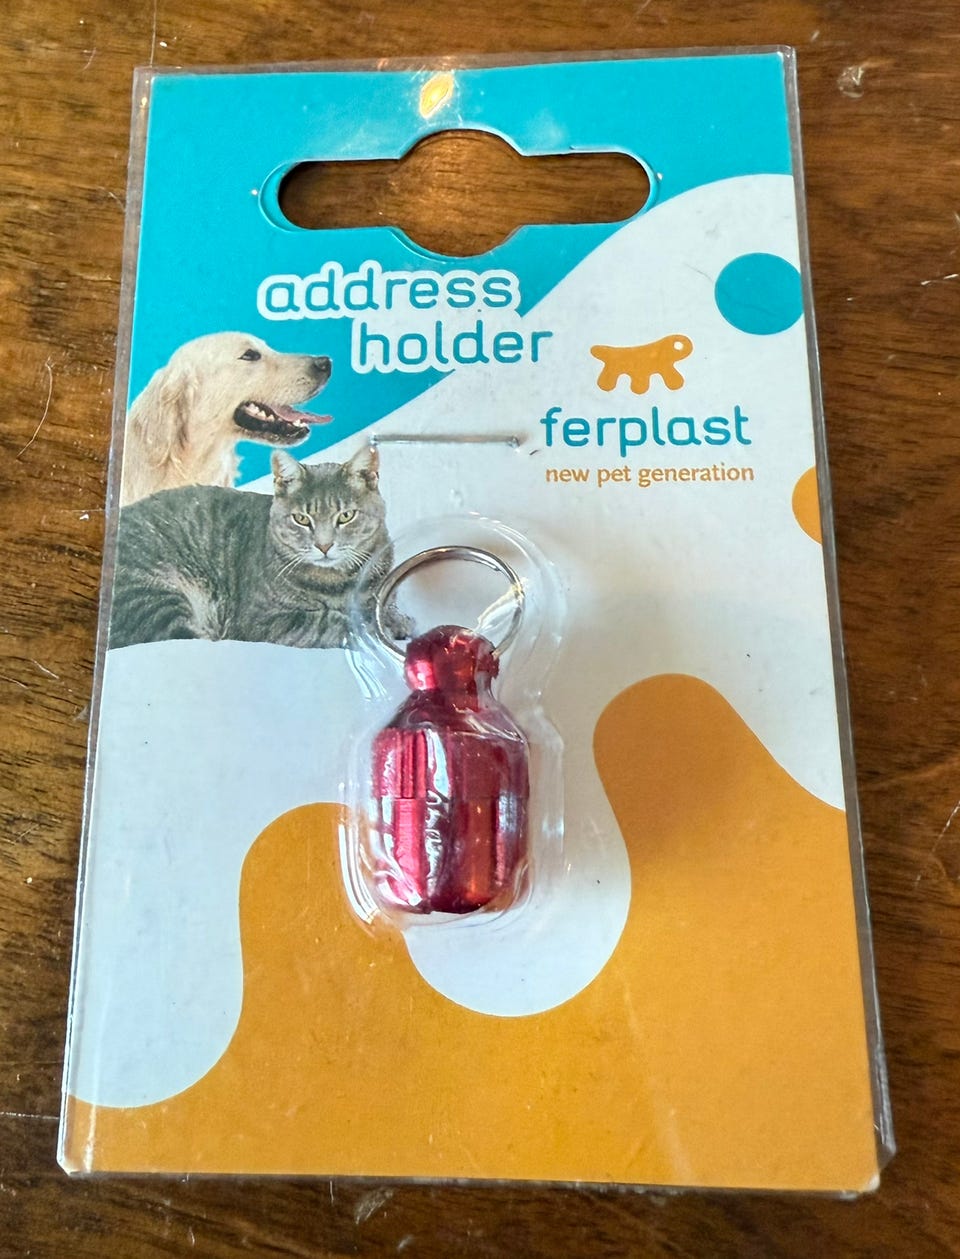 address
holder
ferplast
new pet generation